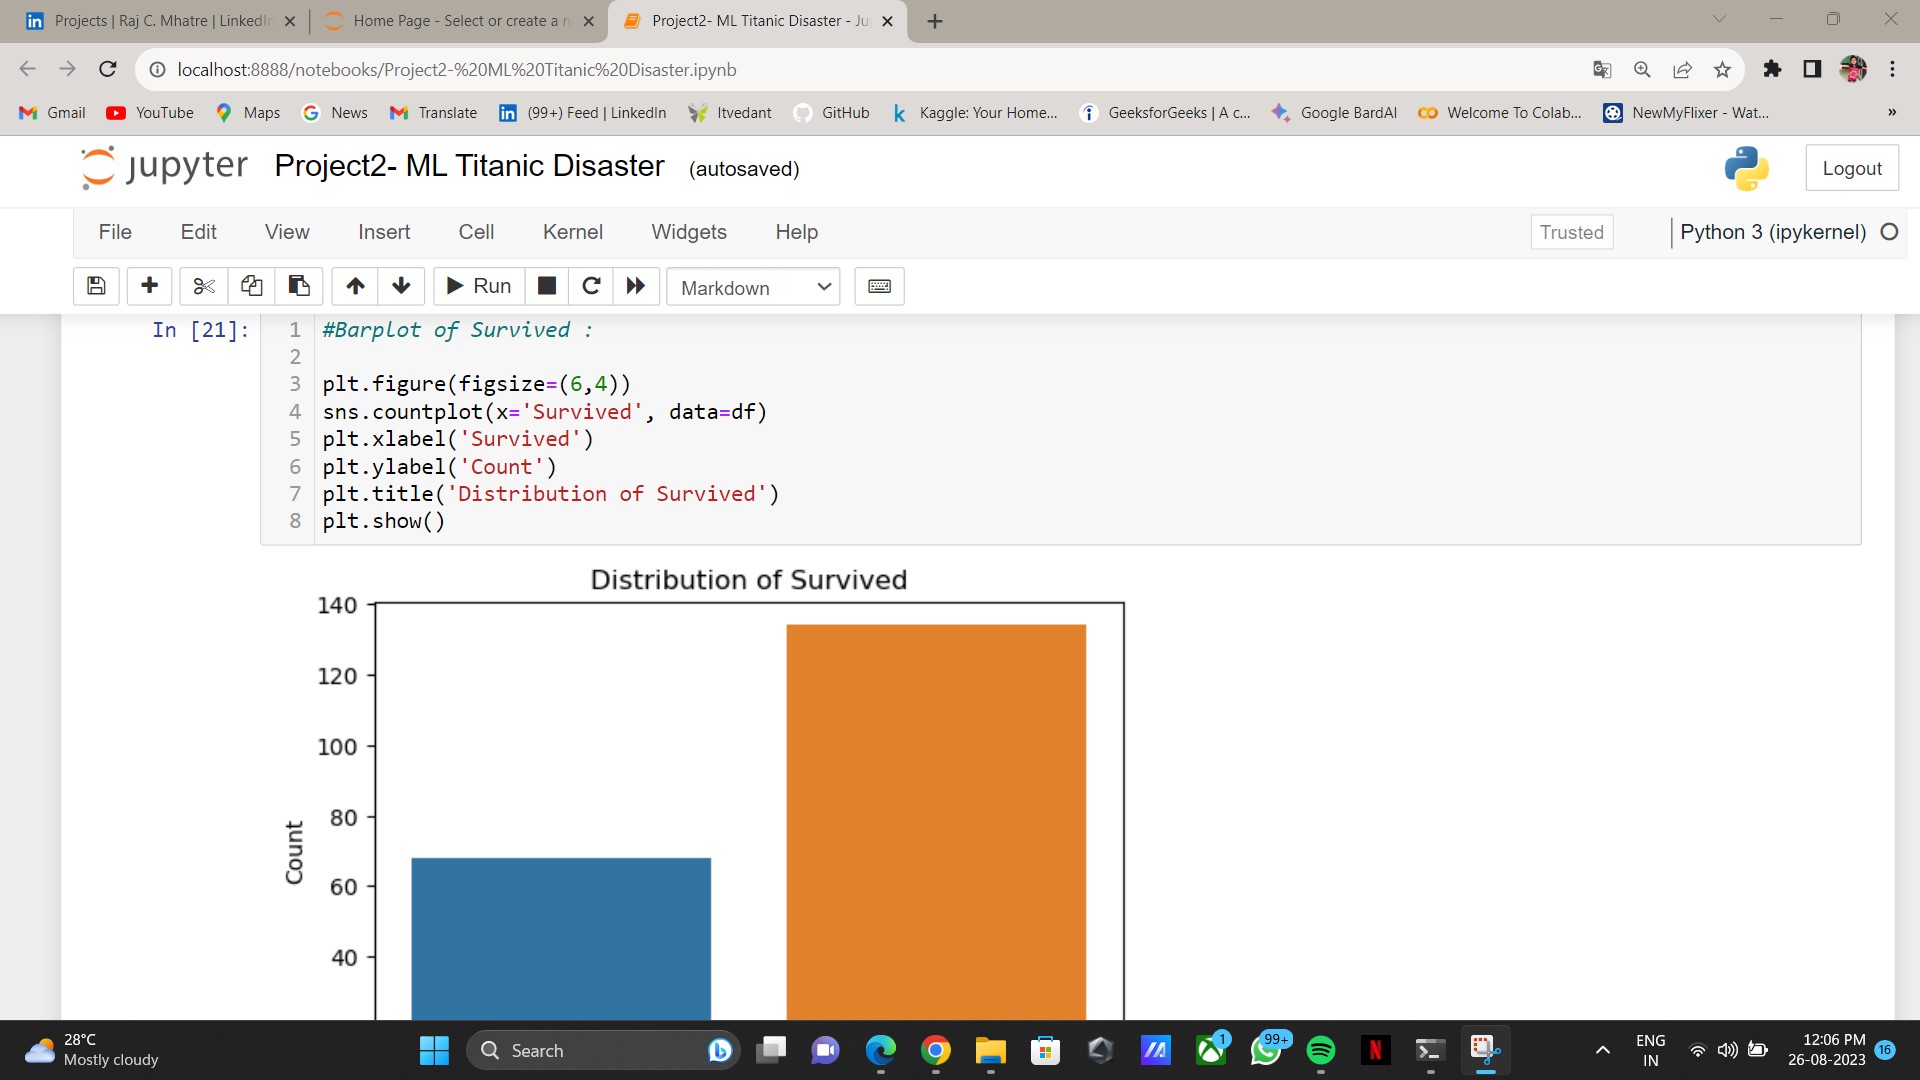 Projects | Raj C. Mhatre | LinkedIn
Home Page - Select or create a n
Project2- ML Titanic Disaster - Ju
localhost:8888/notebooks/Project2-%20ML%20Titanic%20Disaster.ipynb
Gmail YouTube Maps News Translate (99+) Feed | LinkedIn Itvedant GitHub Kaggle: Your Home... GeeksforGeeks | A c... Google BardAI Welcome To Colab... NewMyFlixer - Wat... »
jupyter Project2- ML Titanic Disaster (autosaved) Logout
File Edit View Insert Cell Kernel Widgets Help Trusted Python 3 (ipykernel)
Run Markdown
In [21]:
1 #Barplot of Survived :
2
3 plt.figure(figsize=(6,4))
4 sns.countplot(x='Survived', data=df)
5 plt.xlabel('Survived')
6 plt.ylabel('Count')
7 plt.title('Distribution of Survived')
8 plt.show()
Distribution of Survived
140
120
100
80
60
40
Count
28°C
Mostly cloudy
Search
1
99+
ENG
IN
12:06 PM
26-08-2023
16